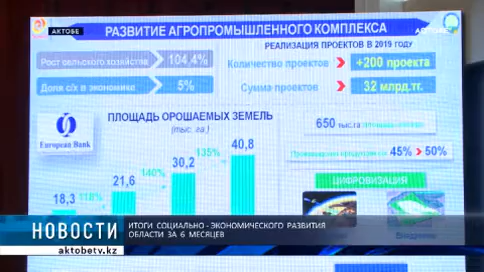 АКТОБЕ
РАЗВИТИЕ АГРОПРОМЫШЛЕННОГО КОМПЛЕКСА
АКТОБЕ
Рост сельского хозяйства
104,4%
Доля с/х в экономике
5%
РЕАЛИЗАЦИЯ ПРОЕКТОВ В 2019 ГОДУ
Количество проектов
+200 проекта
Сумма проектов
32 млрд.тг.
ПЛОЩАДЬ ОРОШАЕМЫХ ЗЕМЕЛЬ
(тыс. га)
European Bank
18,3
118%
21,6
140%
30,2
135%
40,8
650 тыс.га
45%
50%
ЦИФРОВИЗАЦИЯ
НОВОСТИ
aktobetv.kz
ИТОГИ СОЦИАЛЬНО - ЭКОНОМИЧЕСКОГО РАЗВИТИЯ
ОБЛАСТИ ЗА 6 МЕСЯЦЕВ